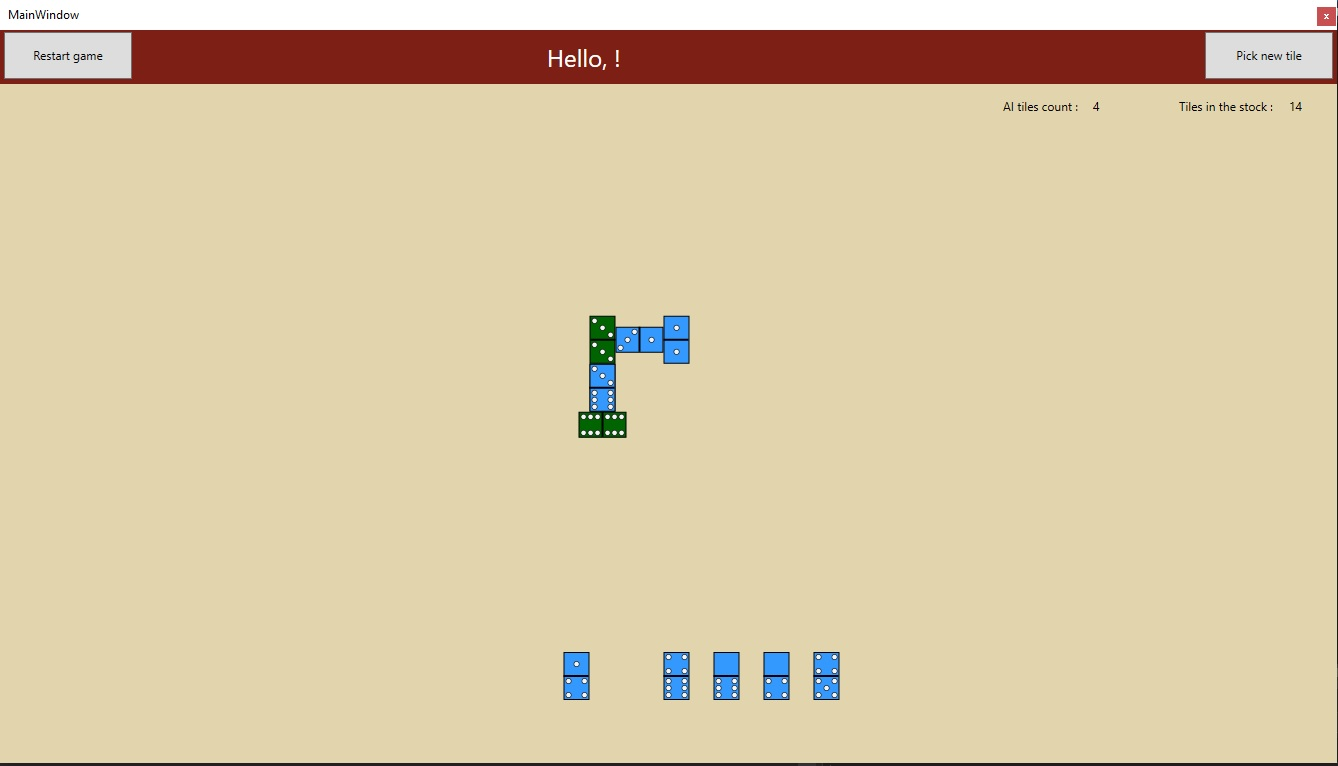 MainWindow
x
Restart game
Hello, !
Pick new tile
AI tiles count : 4
Tiles in the stock : 14